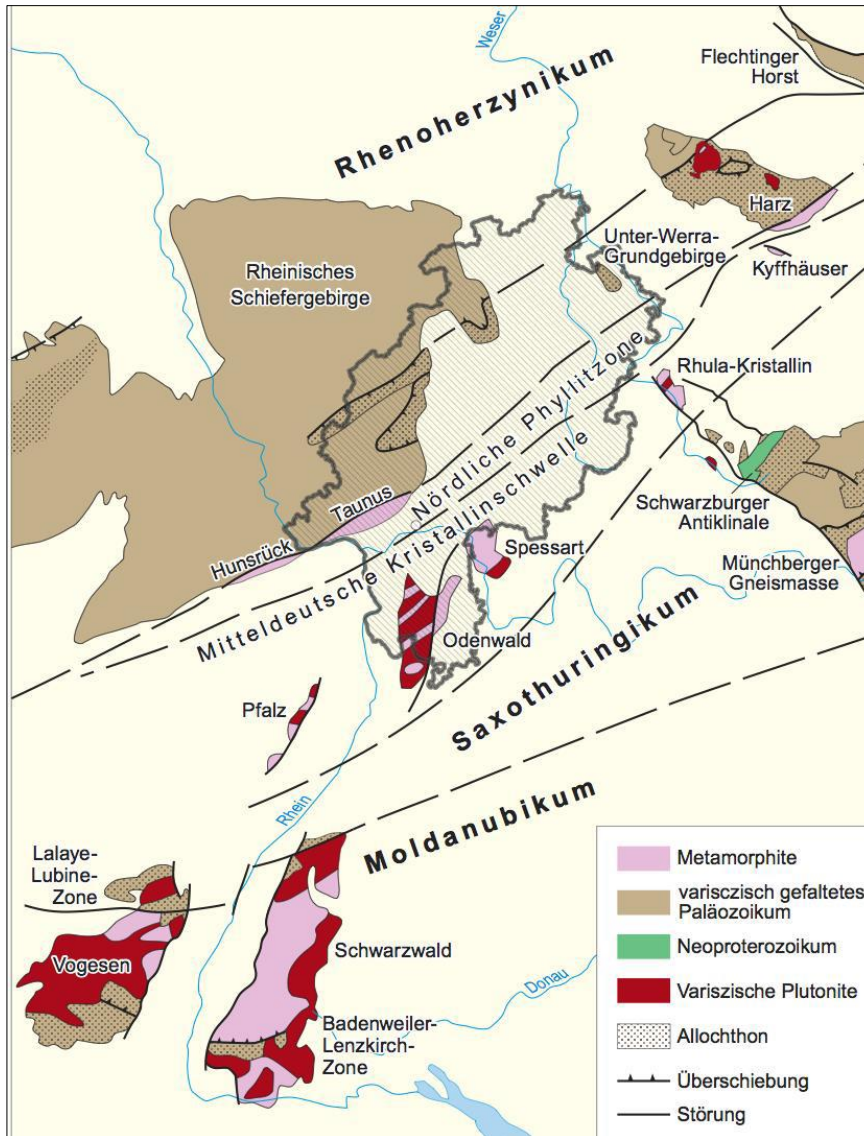 Weser
Flechtinger
Horst
Rhenoherzynikum
Harz
Unter-Werra-
Grundgebirge
Kyffhäuser
Rheinisches
Schiefergebirge
Rhula-Kristallin
Nördliche Phyllitzone
Taunus
Hunsrück
Schwarzburger
Antiklinale
Mitteldeutsche Kristallinschwelle
Spessart
Münchberger
Gneismasse
Odenwald
Saxothuringikum
Pfalz
Rhein
Moldanubikum
Lalaye-
Lubine-
Zone
Vogesen
Schwarzwald
Donau
Badenweiler-
Lenzkirch-
Zone
Metamorphite
varisczisch gefaltetes
Paläozoikum
Neoproterozoikum
Variszische Plutonite
Allochthon
Überschiebung
Störung